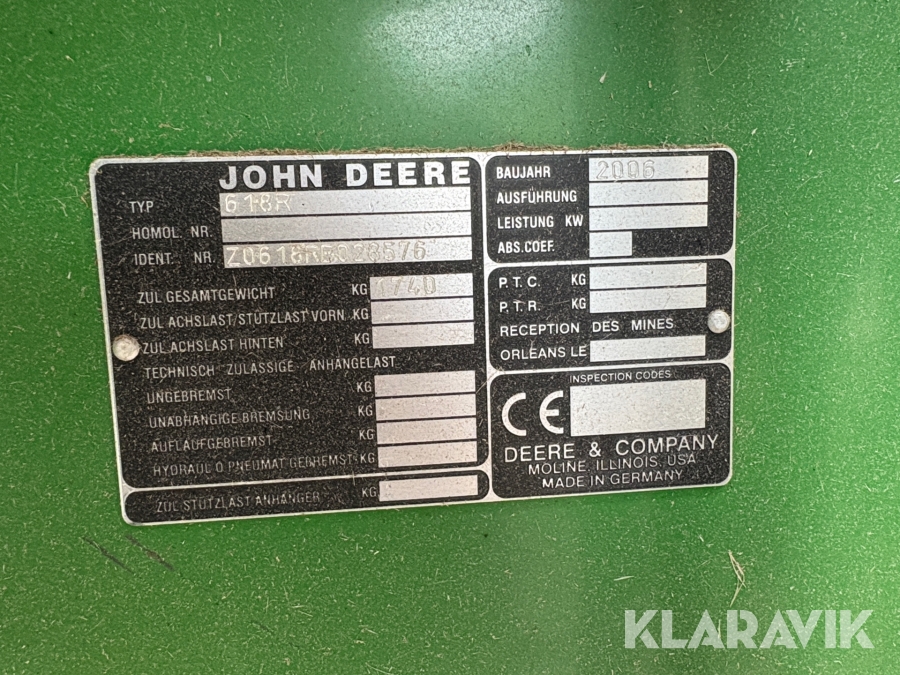 JOHN DEERE
TYP 618R
HOMOL. NR
IDENT. NR.
ZUL GESAMTGEWICHT KG 1740
ZUL ACHSLAST/STÜTZLAST VORN. KG
ZUL ACHSLAST HINTEN KG
TECHNISCH ZULÄSSIGE ANHÄNGELAST
UNGEBREMST KG
UNABHÄNGIGE BREMSUNG KG
AUFLAUFGEBREMST KG
HYDRAUL O PNEUMAT GEBREMST KG
ZUL STÜTZLAST ANHÄNGER KG
BAUJAHR 2006
AUSFÜHRUNG
LEISTUNG KW
ABS.COEF.
P.T.C. KG
P.T.R. KG
RECEPTION DES MINES
ORLEANS LE
INSPECTION CODES
CE
DEERE & COMPANY
MOLINE, ILLINOIS, USA
MADE IN GERMANY
KLARAVIK